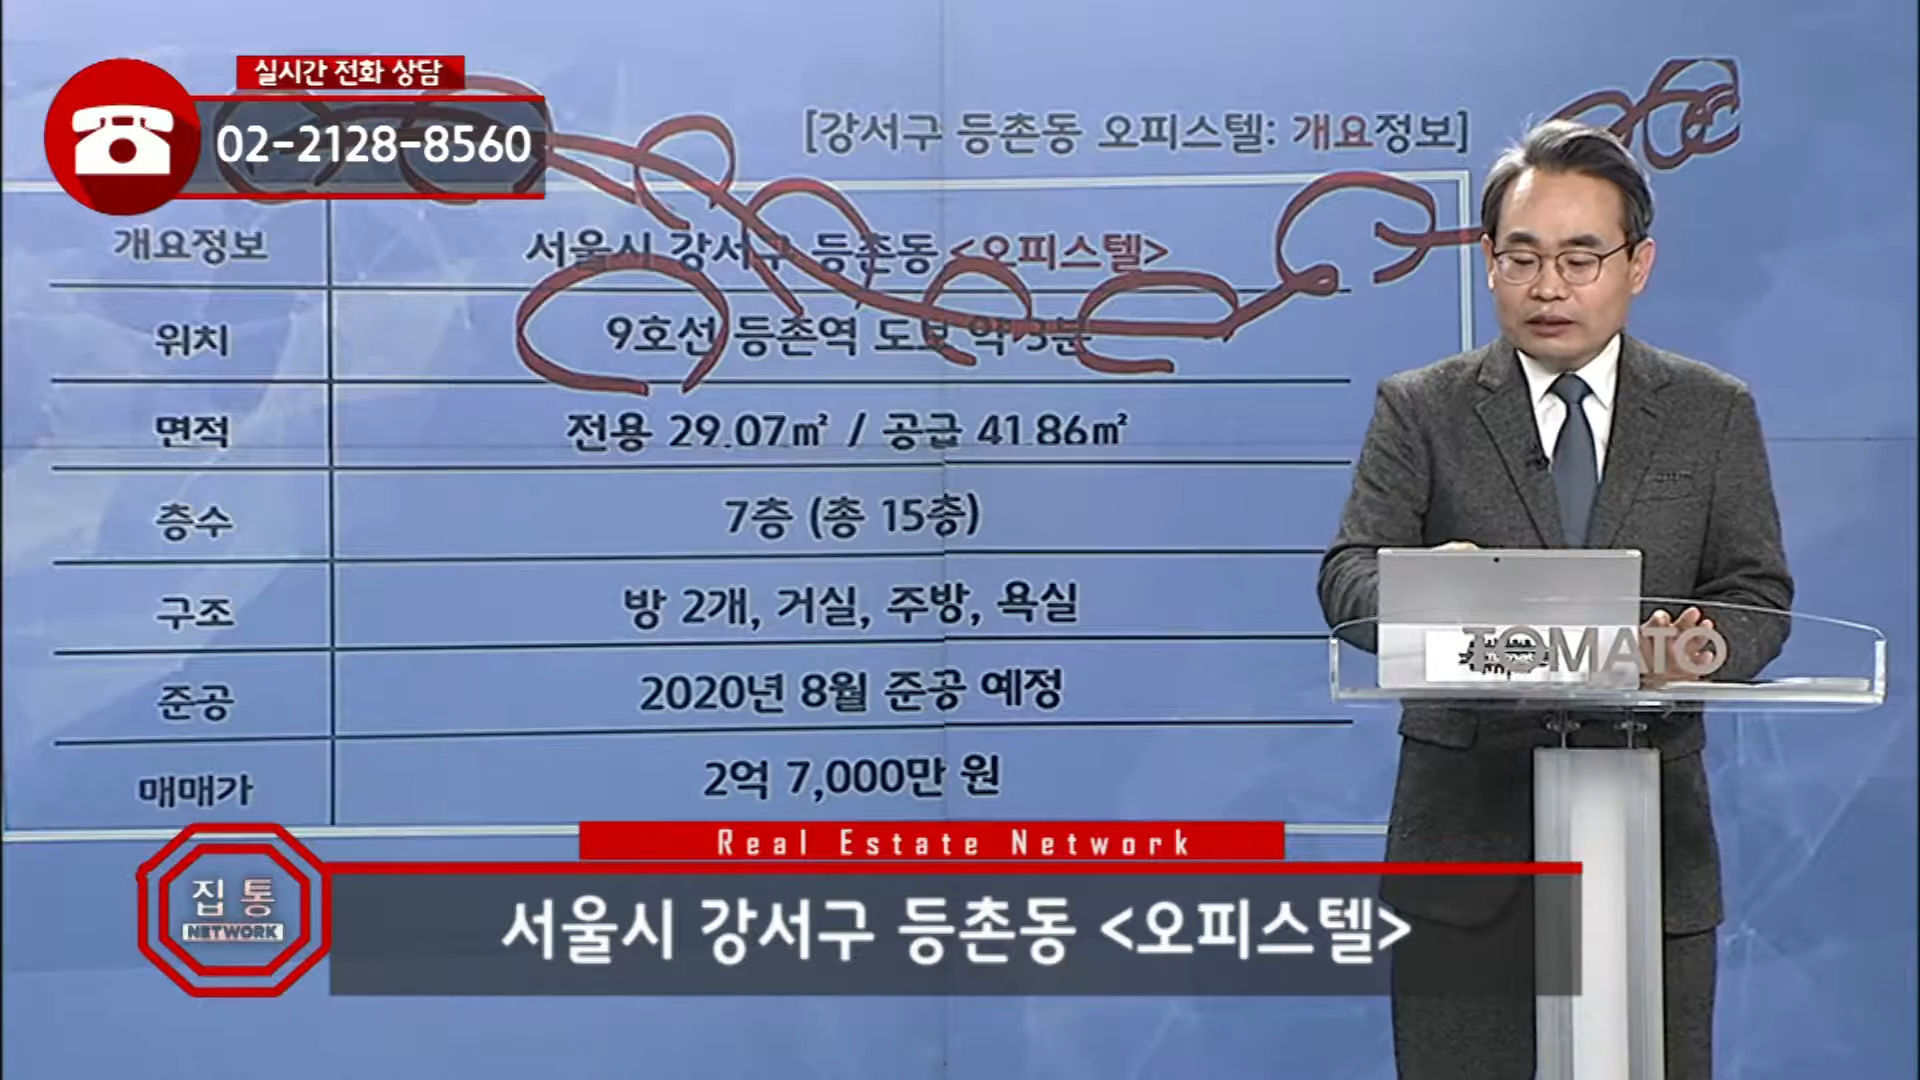 실시간 전화 상담
02-2128-8560
[강서구 등촌동 오피스텔: 개요정보]
개요정보 서울시 강서구 등촌동 <오피스텔>
위치 9호선 등촌역 도보 약 3분
면적 전용 29.07㎡ / 공급 41.86㎡
층수 7층 (총 15층)
구조 방 2개, 거실, 주방, 욕실
준공 2020년 8월 준공 예정
매매가 2억 7,000만 원
TOMATO
Real Estate Network
집통
NETWORK
서울시 강서구 등촌동 <오피스텔>